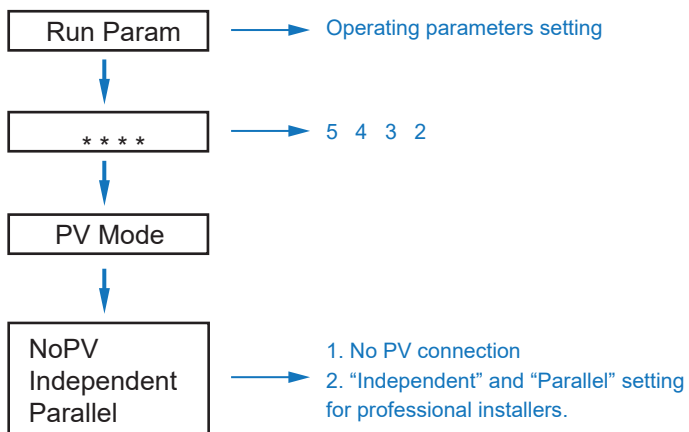 Run Param
Operating parameters setting
* * * *
5 4 3 2
PV Mode
NoPV
Independent
Parallel
1. No PV connection
2. “Independent” and “Parallel” setting
for professional installers.